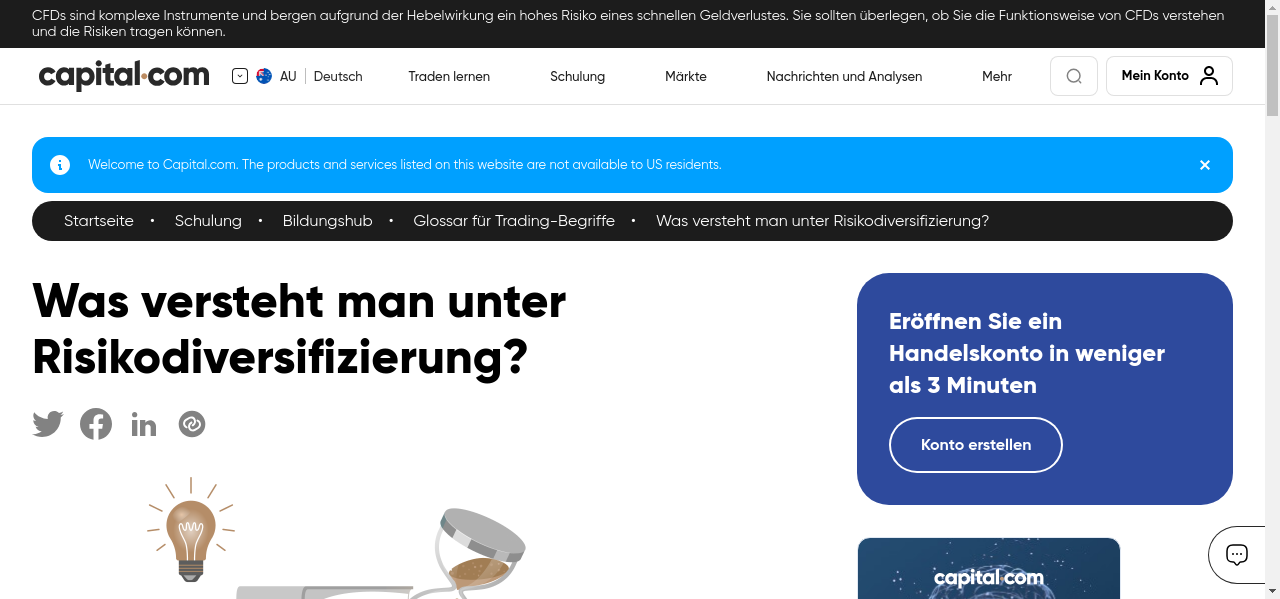 CFDs sind komplexe Instrumente und bergen aufgrund der Hebelwirkung ein hohes Risiko eines schnellen Geldverlustes. Sie sollten überlegen, ob Sie die Funktionsweise von CFDs verstehen
und die Risiken tragen können.
capital.com
AU
Deutsch
Traden lernen
Schulung
Märkte
Nachrichten und Analysen
Mehr
Mein Konto
Welcome to Capital.com. The products and services listed on this website are not available to US residents.
Startseite • Schulung • Bildungshub • Glossar für Trading-Begriffe • Was versteht man unter Risikodiversifizierung?
Was versteht man unter
Risikodiversifizierung?
Eröffnen Sie ein
Handelskonto in weniger
als 3 Minuten
Konto erstellen
capital.com